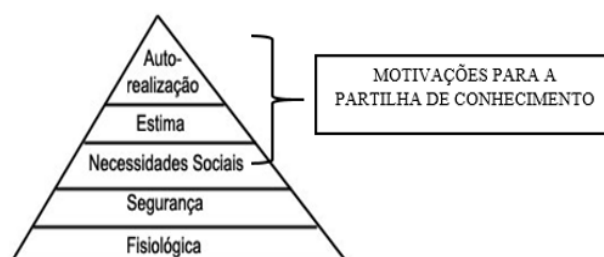 Auto-
realização
Estima
Necessidades Sociais
Segurança
Fisiológica
MOTIVAÇÕES PARA A
PARTILHA DE CONHECIMENTO